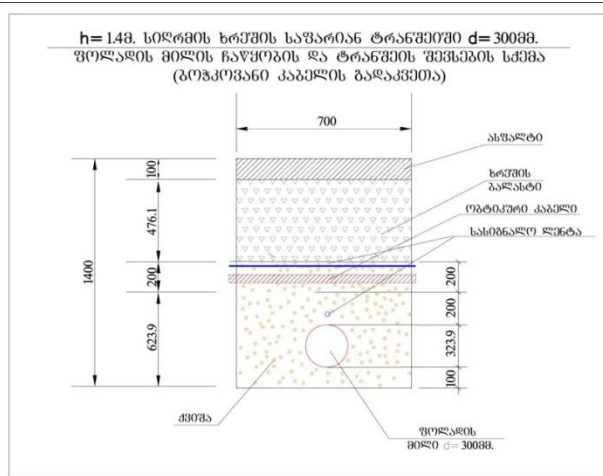 h= 1.4მ. სიღრმის ხრეშის საფარიან ტრანშეიში d= 300მმ.
ფოლადის მილის ჩაწყობის და ტრანშეის შევსების სქემა
(ბოჭკოვანი კაბელის გადაკვეთა)
700
ასფალტი
100
ხრეშის
ბალასტი
476.1
ობტიკური კაბელი
სასიგნალო ლენტა
1400
200
200
200
623.9
323.9
100
ქვიშა
ფოლადის
მილი d= 300მმ.